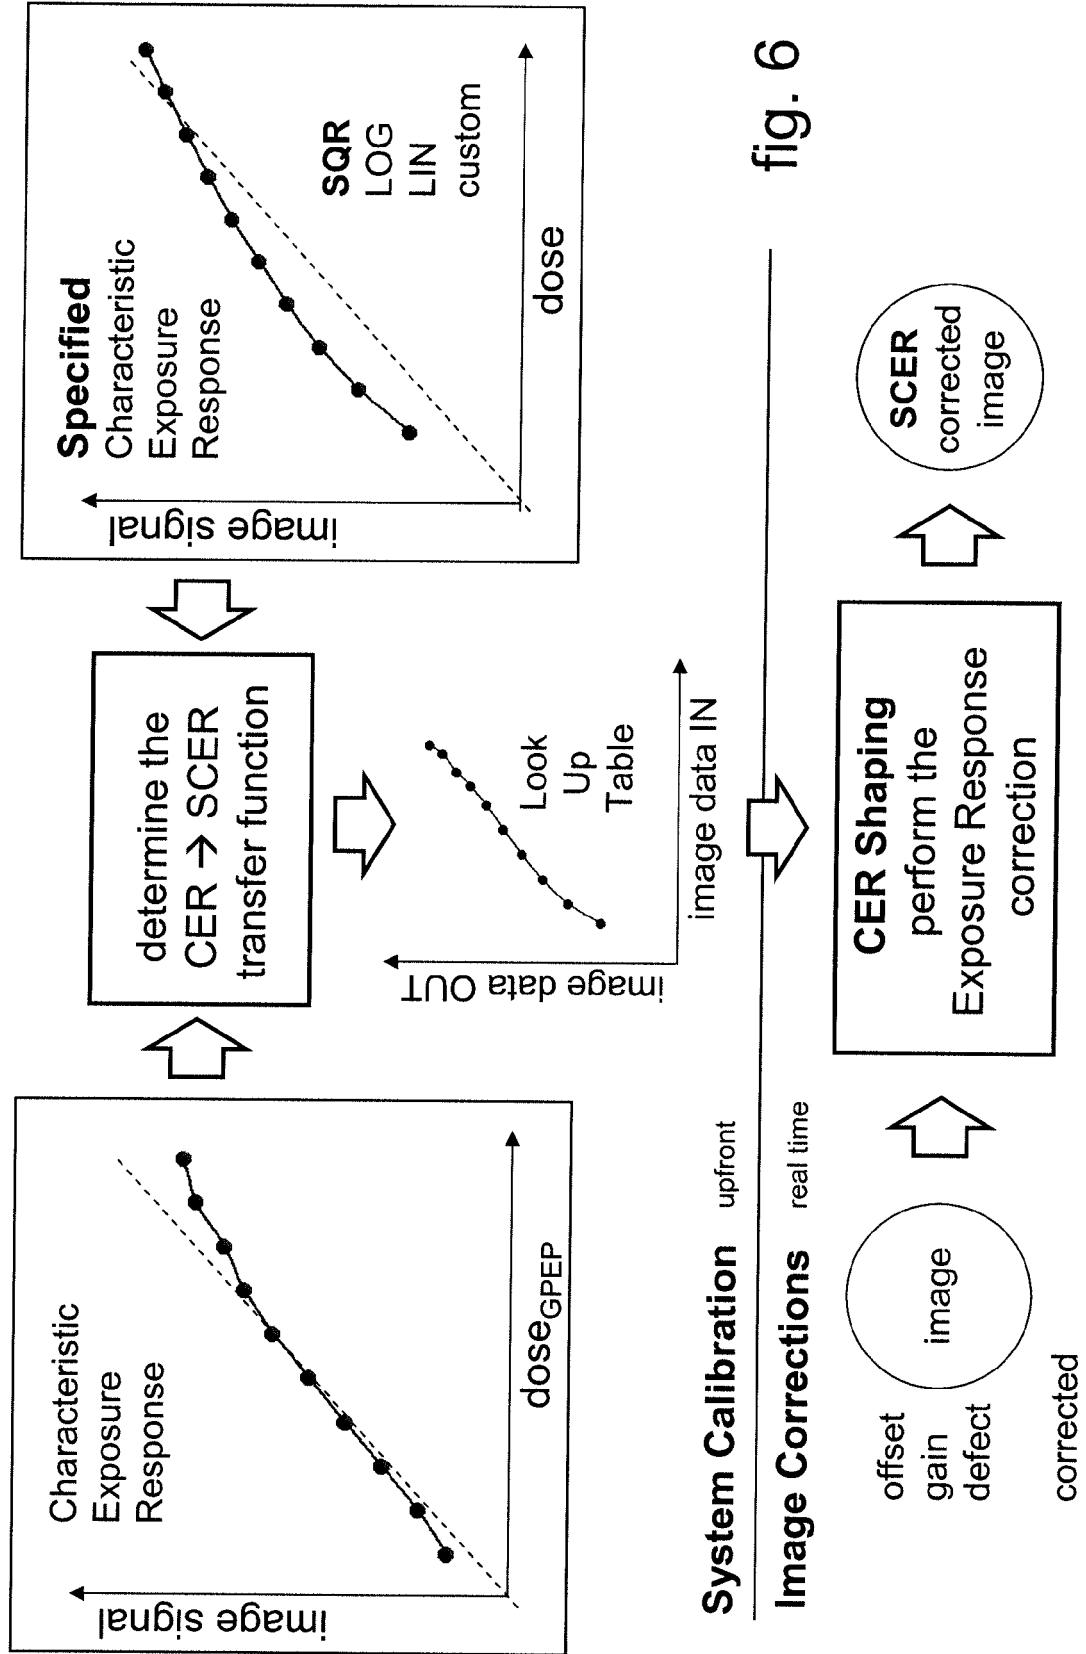 Characteristic
Exposure
Response
image signal
dose GPEP
determine the
CER → SCER
transfer function
Specified
Characteristic
Exposure
Response
image signal
SQR
LOG
LIN
custom
dose
image data OUT
Look
Up
Table
image data IN
System Calibration upfront
Image Corrections real time
offset
gain
defect
corrected
image
CER Shaping
perform the
Exposure Response
correction
SCER
corrected
image
fig. 6